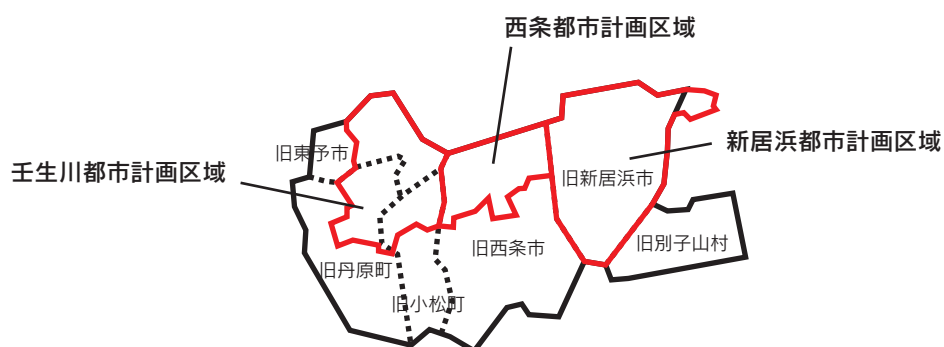 西条都市計画区域
新居浜都市計画区域
旧東予市
壬生川都市計画区域
旧新居浜市
旧別子山村
旧西条市
旧丹原町
旧小松町